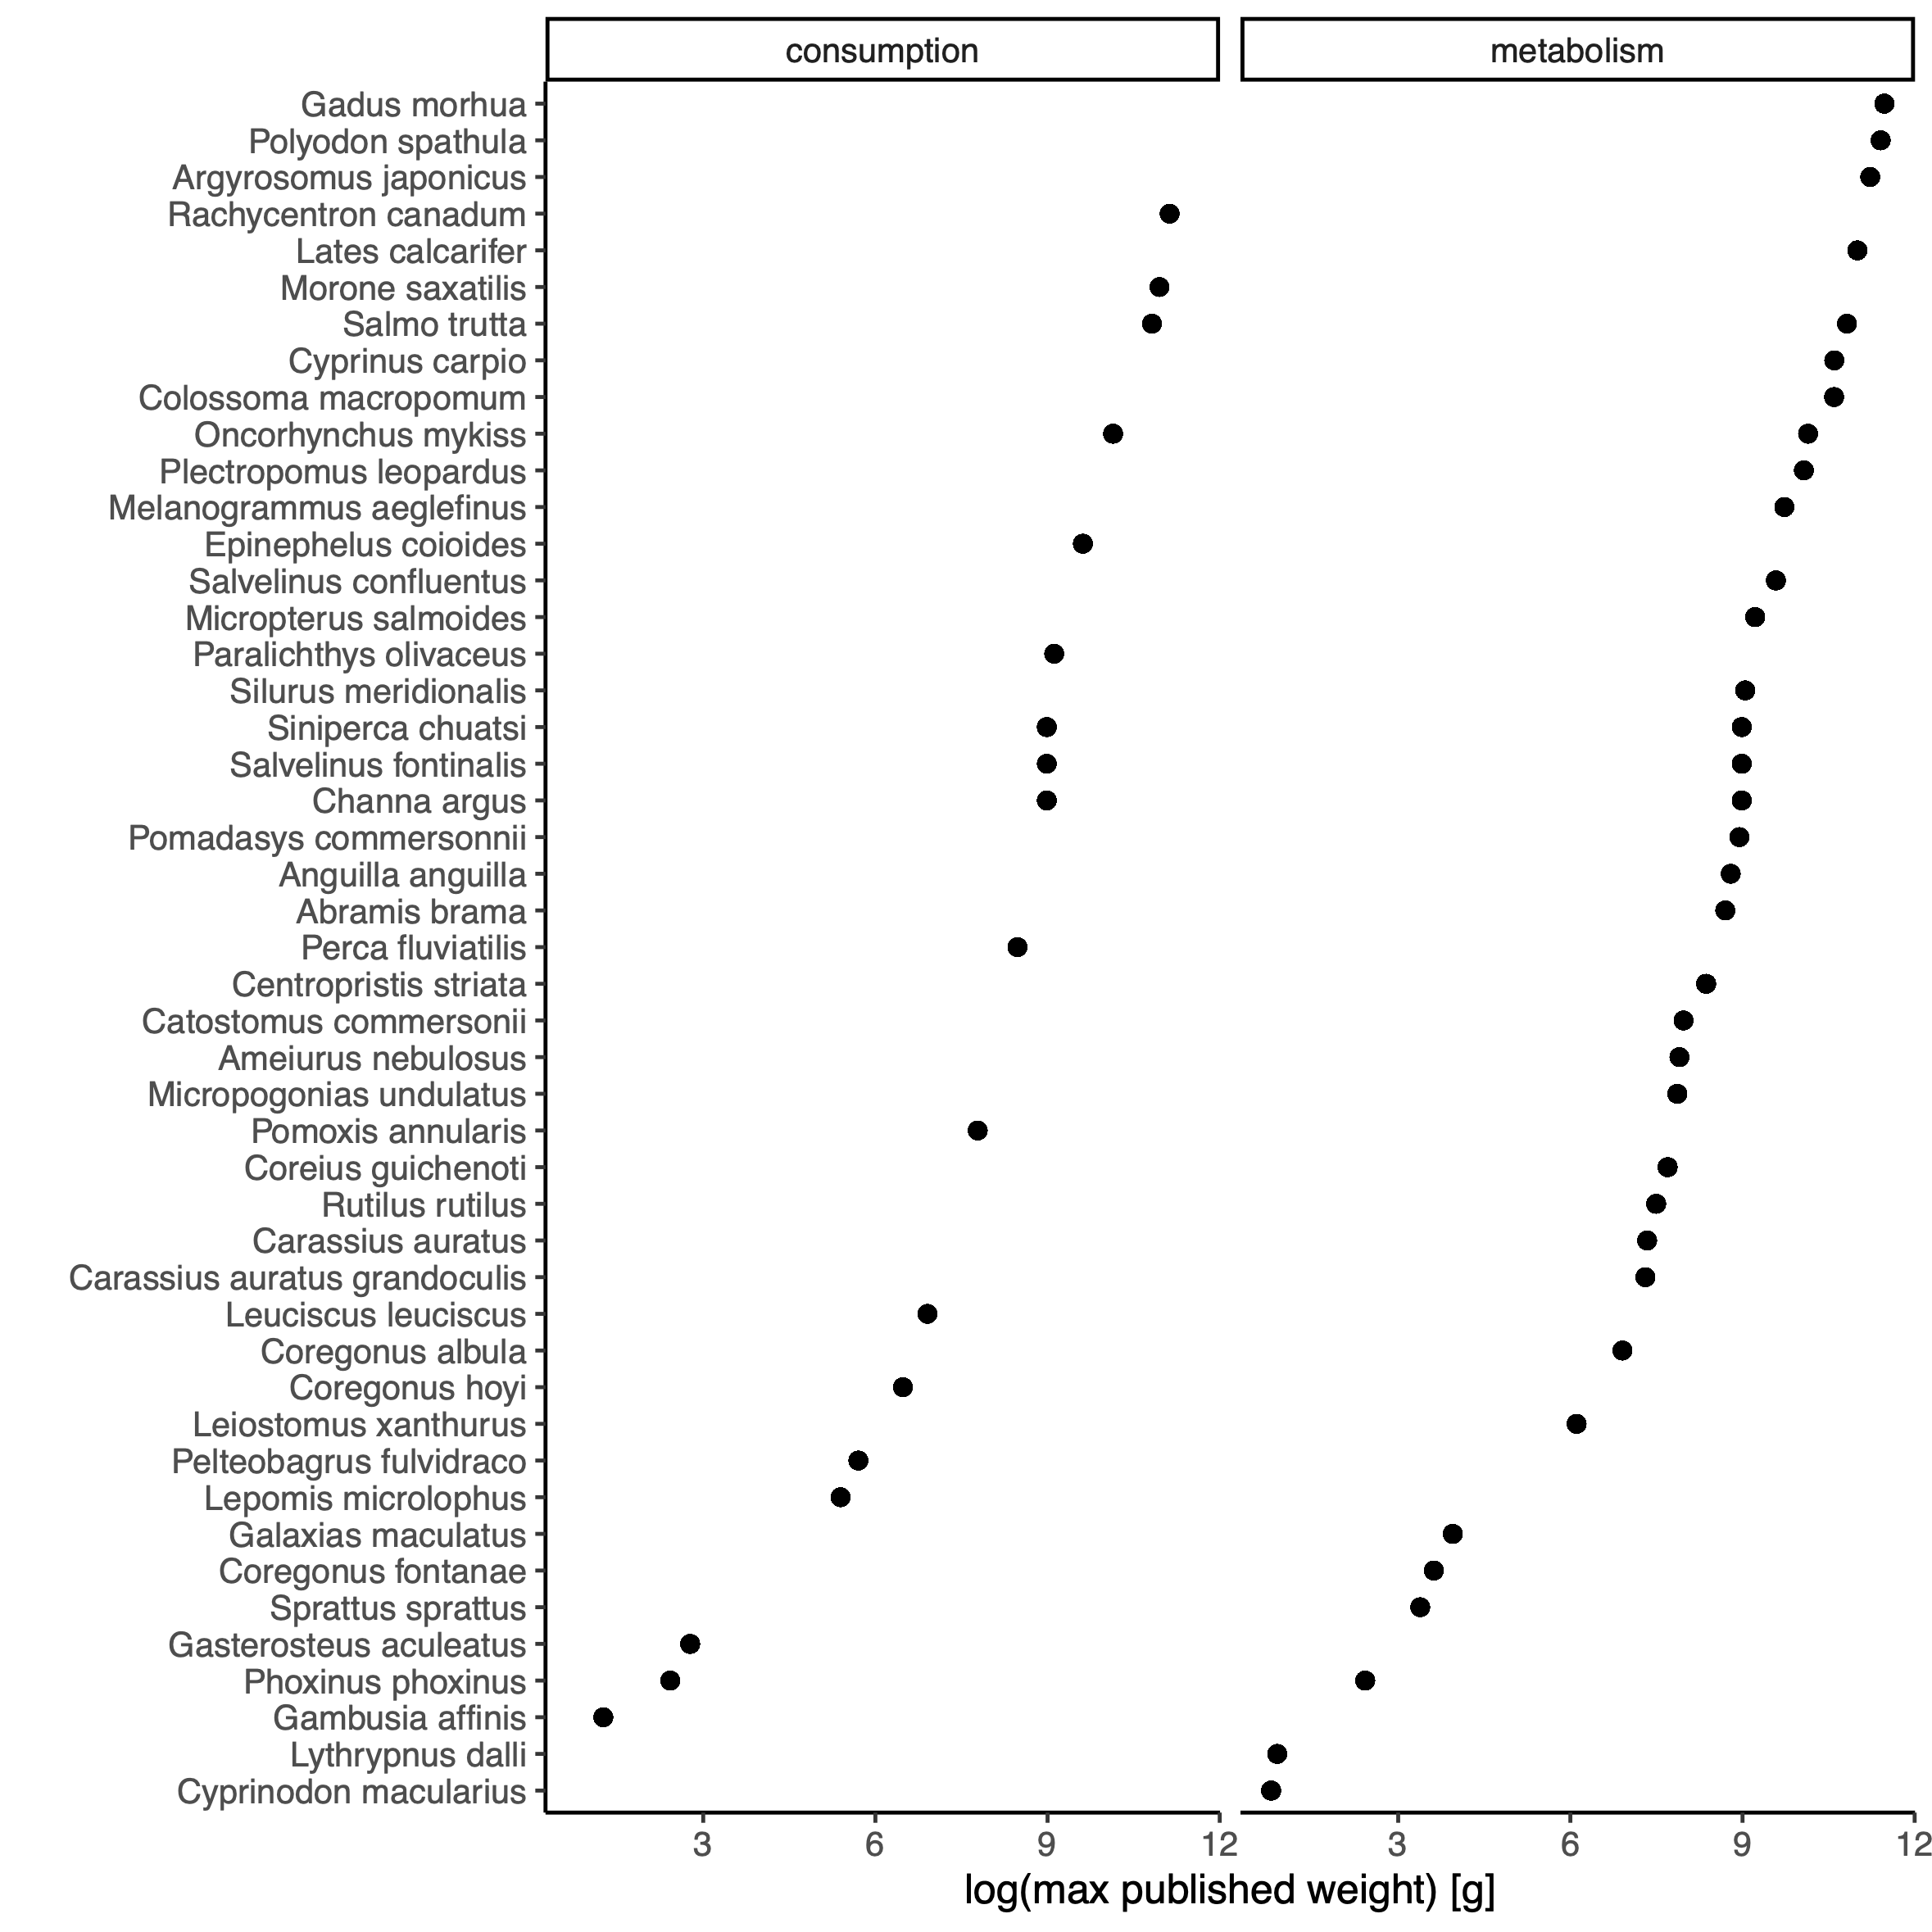 consumption
metabolism
Gadus morhua
Polyodon spathula
Argyrosomus japonicus
Rachycentron canadum
Lates calcarifer
Morone saxatilis
Salmo trutta
Cyprinus carpio
Colossoma macropomum
Oncorhynchus mykiss
Plectropomus leopardus
Melanogrammus aeglefinus
Epinephelus coioides
Salvelinus confluentus
Micropterus salmoides
Paralichthys olivaceus
Silurus meridionalis
Siniperca chuatsi
Salvelinus fontinalis
Channa argus
Pomadasys commersonnii
Anguilla anguilla
Abramis brama
Perca fluviatilis
Centropristis striata
Catostomus commersonii
Ameiurus nebulosus
Micropogonias undulatus
Pomoxis annularis
Coreius guichenoti
Rutilus rutilus
Carassius auratus
Carassius auratus grandoculis
Leuciscus leuciscus
Coregonus albula
Coregonus hoyi
Leiostomus xanthurus
Pelteobagrus fulvidraco
Lepomis microlophus
Galaxias maculatus
Coregonus fontanae
Sprattus sprattus
Gasterosteus aculeatus
Phoxinus phoxinus
Gambusia affinis
Lythrypnus dalli
Cyprinodon macularius
3 6 9 12 3 6 9 12
log(max published weight) [g]